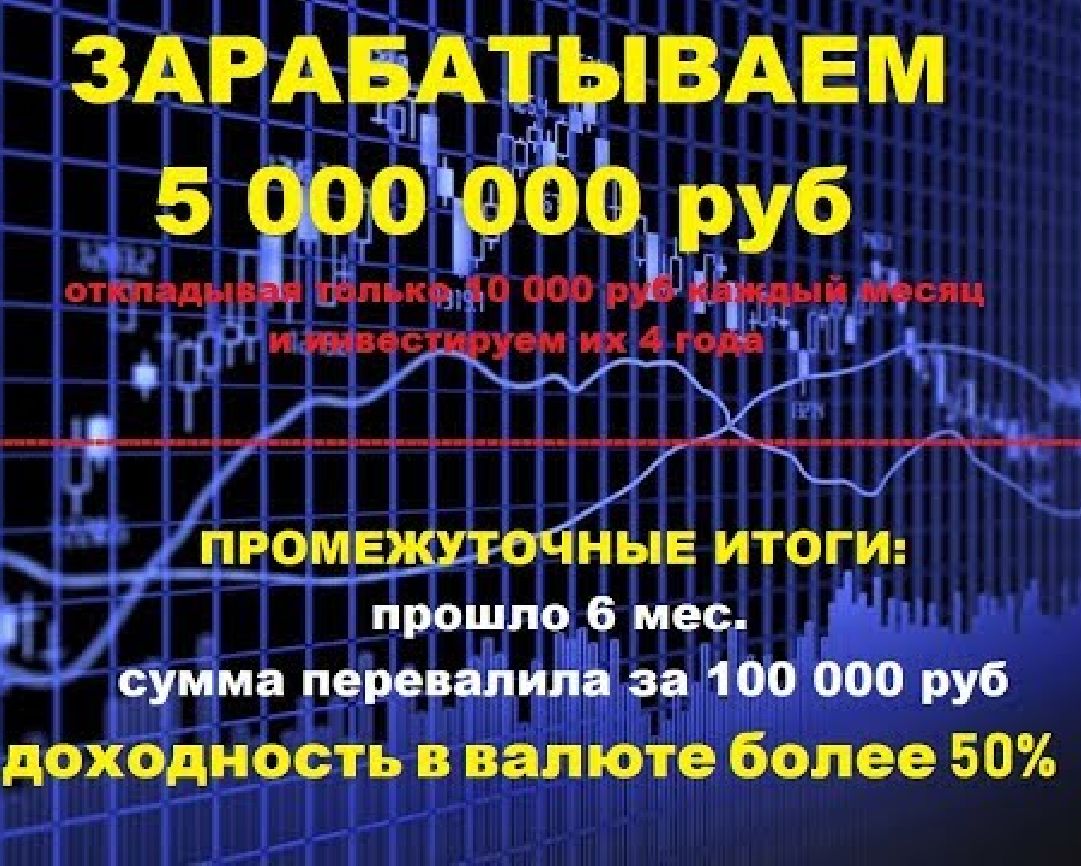 ЗАРАБАТЫВАЕМ
5 000 000 руб
откладывая только 10 000 руб каждый месяц
и инвестируем их 4 года
ПРОМЕЖУТОЧНЫЕ ИТОГИ:
прошло 6 мес.
сумма перевалила за 100 000 руб
доходность в валюте более 50%